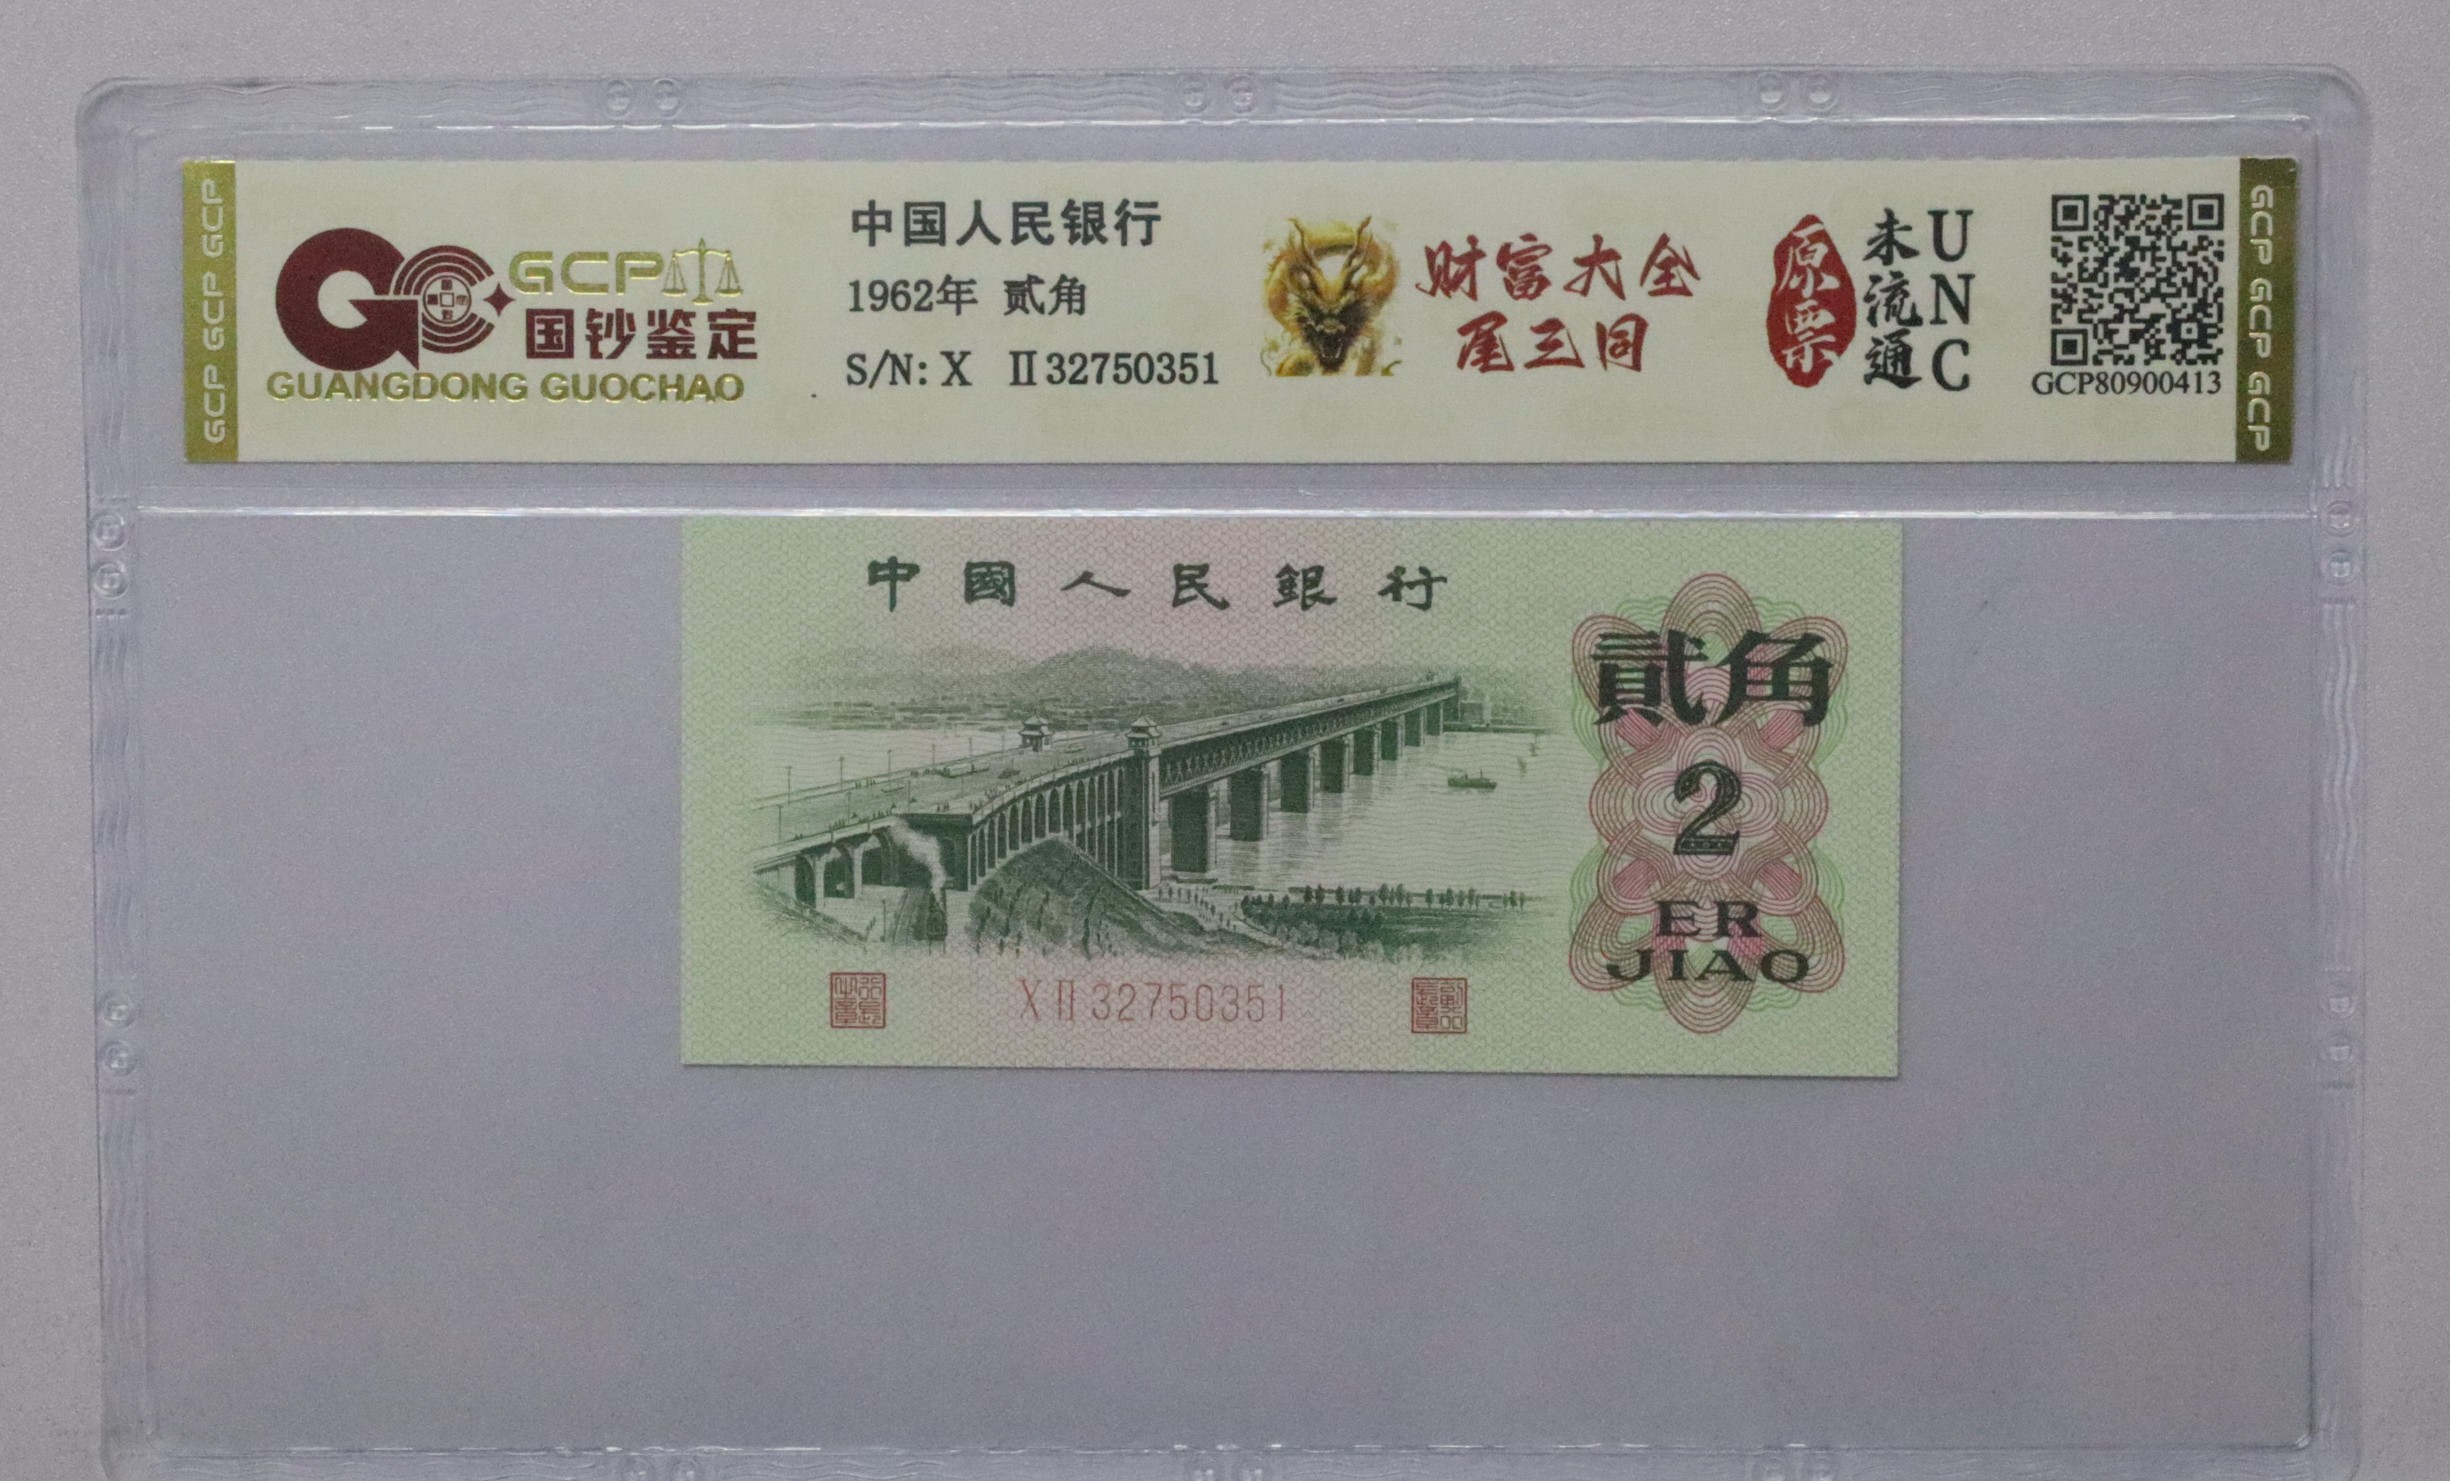 GCP GCP GCP
GCP
国钞鉴定
GUANGDONG GUOCHAO
中国人民银行
1962年 贰角
S/N: X Ⅱ 32750351
财富大全
尾三同
原票
未流通
UNC
GCP80900413
GCP GCP GCP
中國人民銀行
貳角
2
ER
JIAO
XⅡ32750351